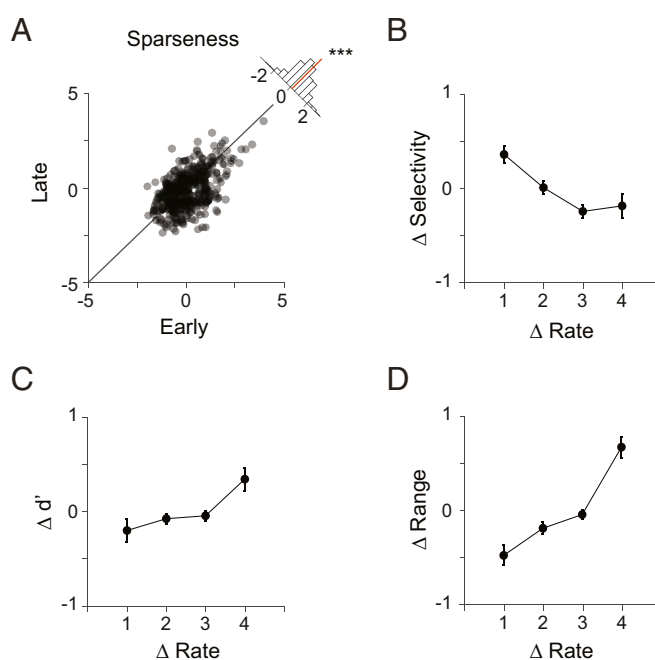 A
Sparseness
***
-2
0
2
5
0
-5
Late
-5
0
5
Early
B
1
0
-1
Δ Selectivity
1 2 3 4
Δ Rate
C
1
0
-1
Δ d’
1 2 3 4
Δ Rate
D
1
0
-1
Δ Range
1 2 3 4
Δ Rate